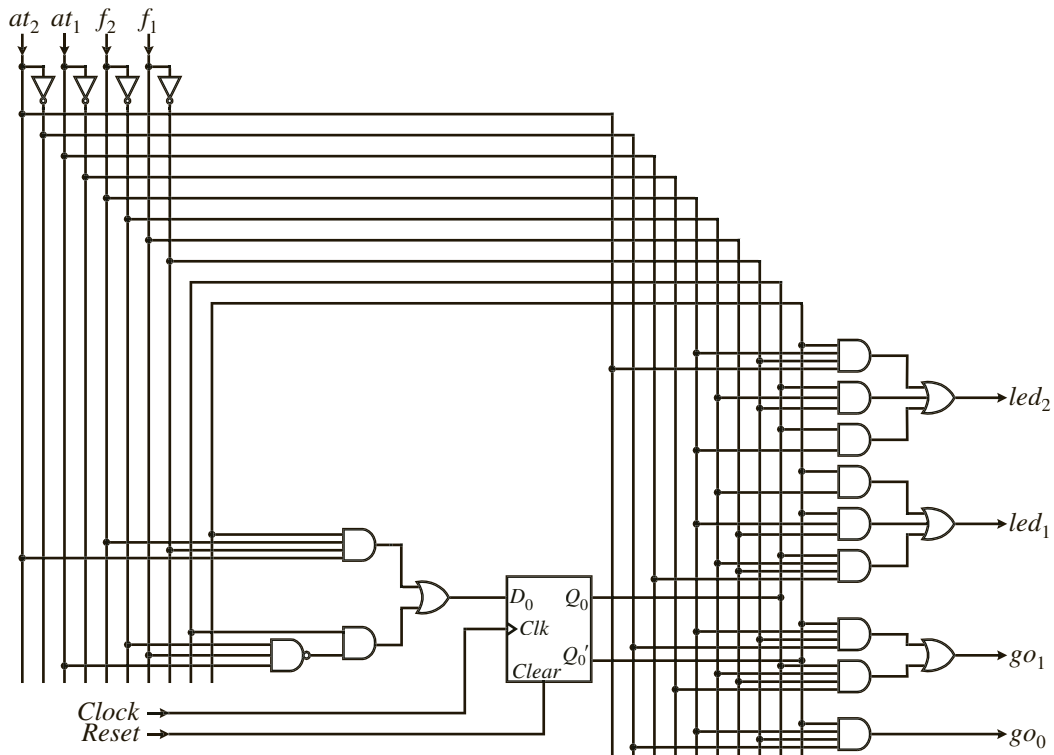 at₂ at₁ f₂ f₁
led₂
led₁
D₀ Q₀
Clk
Q₀'
Clear
go₁
Clock
Reset
go₀